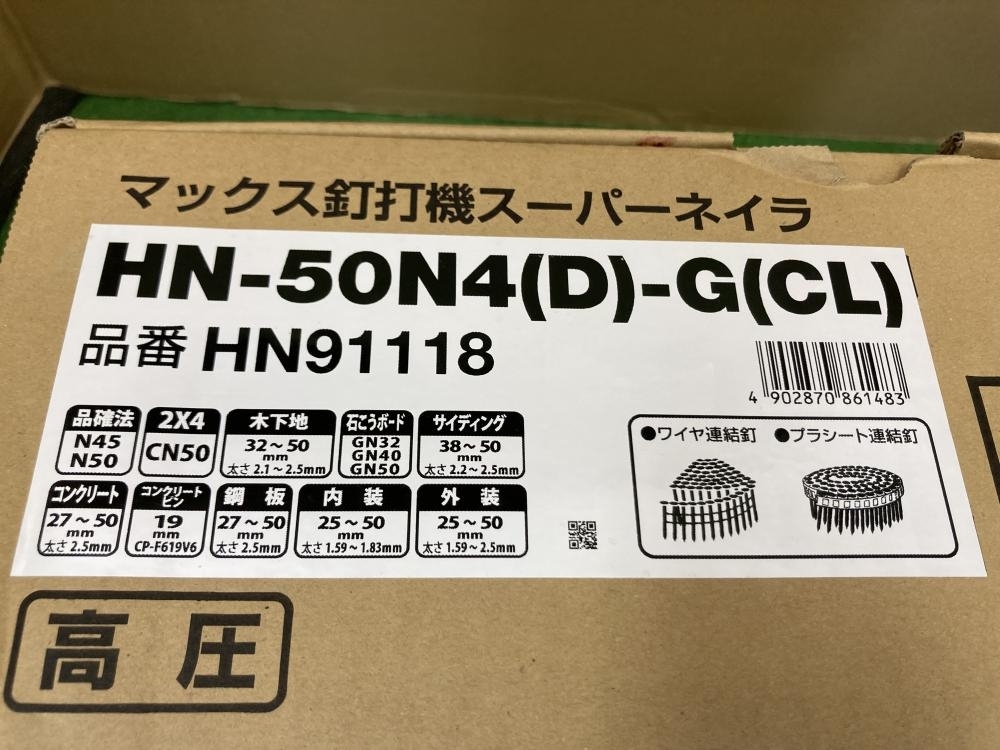 マックス釘打機スーパーネイラ
HN-50N4(D)-G(CL)
品番 HN91118
4 902870 861483
品確法
N45
N50
2X4
CN50
木下地
32～50
mm
太さ 2.1～2.5mm
石こうボード
GN32
GN40
GN50
サイディング
38～50
mm
太さ 2.2～2.5mm
コンクリート
27～50
mm
太さ 2.5mm
コンクリート
ピン
19
mm
CP-F619V6
鋼板
27～50
mm
太さ 2.5mm
内装
25～50
mm
太さ 1.59～1.83mm
外装
25～50
mm
太さ 1.59～2.5mm
●ワイヤ連結釘 ●プラシート連結釘
高圧